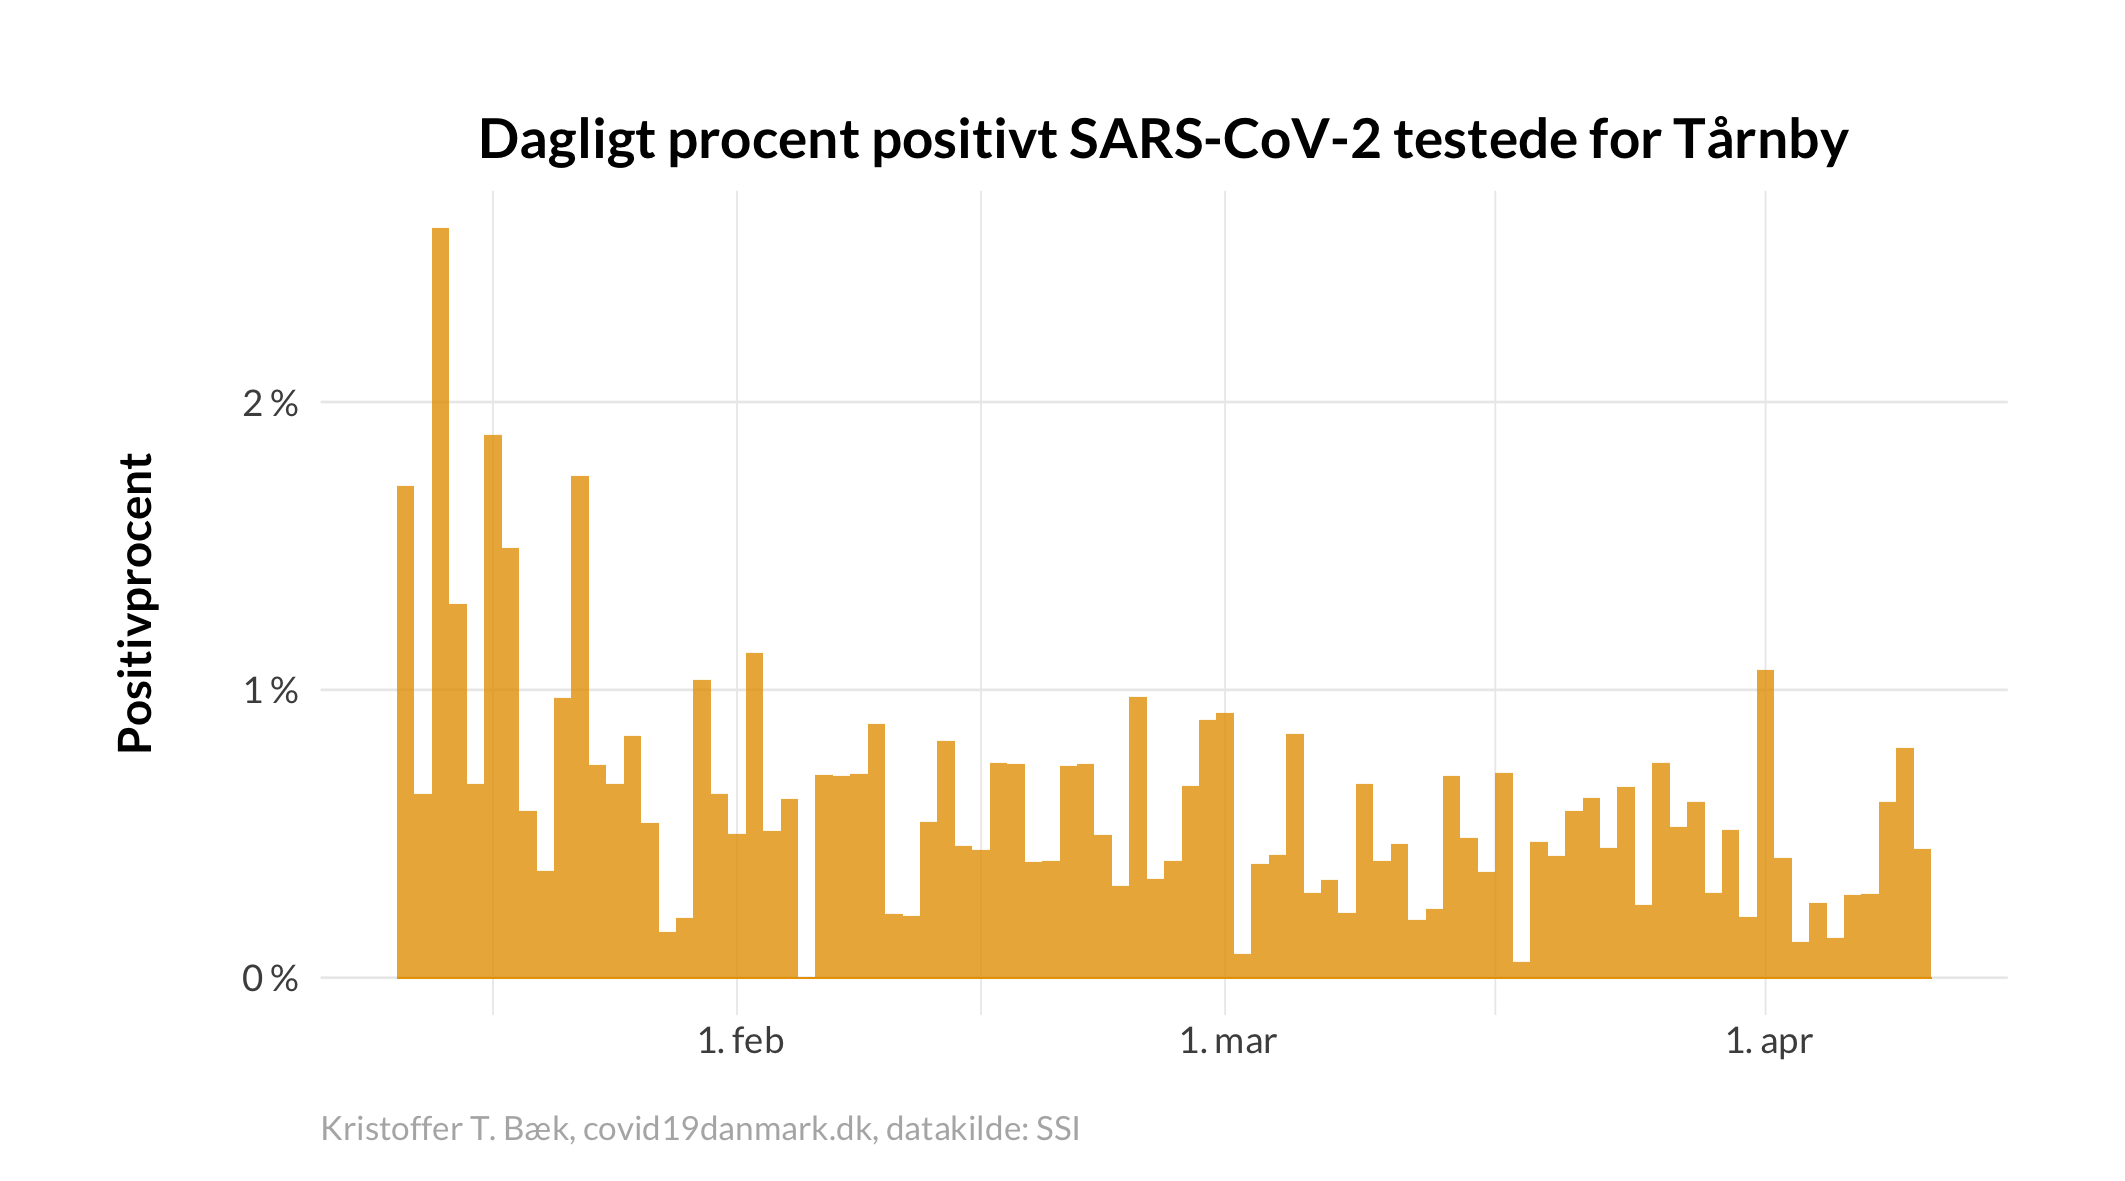 Dagligt procent positivt SARS-CoV-2 testede for Tårnby
Positivprocent
2 %
1 %
0 %
1. feb
1. mar
1. apr
Kristoffer T. Bæk, covid19danmark.dk, datakilde: SSI